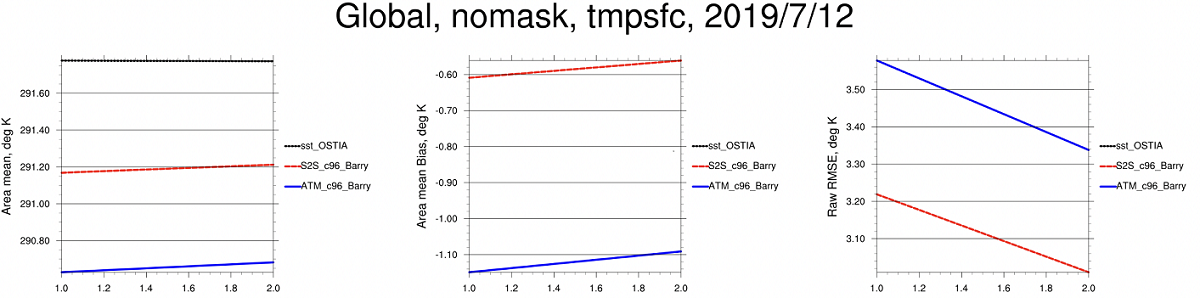 Global, nomask, tmpsfc, 2019/7/12
Area mean, deg K
291.60
291.40
291.20
291.00
290.80
1.0 1.2 1.4 1.6 1.8 2.0
sst_OSTIA
S2S_c96_Barry
ATM_c96_Barry
Area mean Bias, deg K
-0.60
-0.70
-0.80
-0.90
-1.00
-1.10
1.0 1.2 1.4 1.6 1.8 2.0
sst_OSTIA
S2S_c96_Barry
ATM_c96_Barry
Raw RMSE, deg K
3.50
3.40
3.30
3.20
3.10
1.0 1.2 1.4 1.6 1.8 2.0
sst_OSTIA
S2S_c96_Barry
ATM_c96_Barry